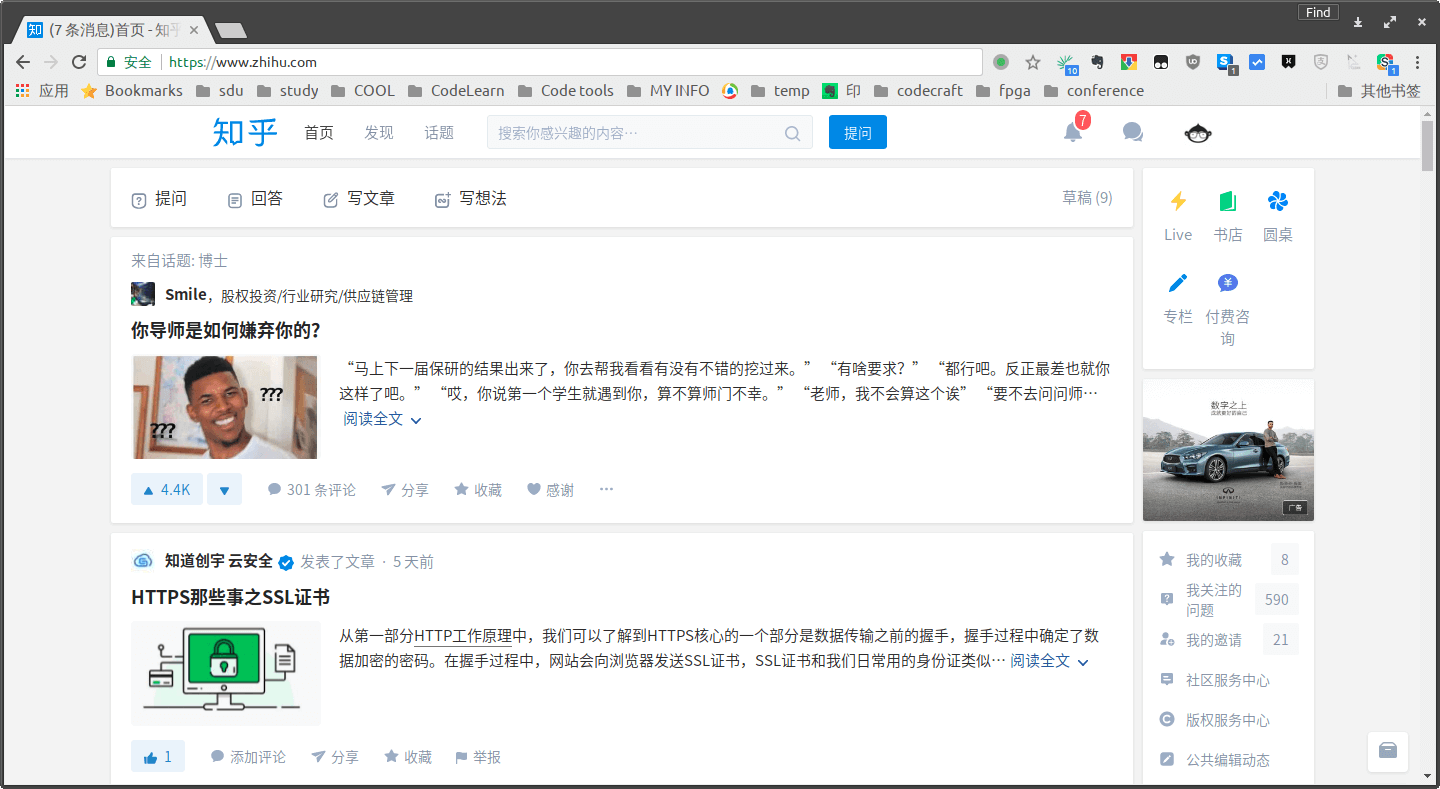 Find
知 (7 条消息)首页 - 知乎
安全 https://www.zhihu.com
10 1 1
应用 Bookmarks sdu study COOL CodeLearn Code tools MY INFO temp 印 codecraft fpga conference 其他书签
知乎 首页 发现 话题 搜索你感兴趣的内容… 提问 7
提问 回答 写文章 写想法 草稿 (9)
Live 书店 圆桌
专栏 付费咨
询
来自话题: 博士
Smile，股权投资/行业研究/供应链管理
你导师是如何嫌弃你的?
??? ???
“马上下一届保研的结果出来了，你去帮我看看有没有不错的挖过来。” “有啥要求？” “都行吧。反正最差也就你
这样了吧。” “哎，你说第一个学生就遇到你，算不算师门不幸。” “老师，我不会算这个诶” “要不去问问师…
阅读全文
4.4K 301 条评论 分享 收藏 感谢
数字之上
INFINITI
广告
知道创宇 云安全 发表了文章 · 5 天前
HTTPS那些事之SSL证书
从第一部分HTTP工作原理中，我们可以了解到HTTPS核心的一个部分是数据传输之前的握手，握手过程中确定了数
据加密的密码。在握手过程中，网站会向浏览器发送SSL证书，SSL证书和我们日常用的身份证类似… 阅读全文
1 添加评论 分享 收藏 举报
我的收藏 8
我关注的
问题 590
我的邀请 21
社区服务中心
版权服务中心
公共编辑动态